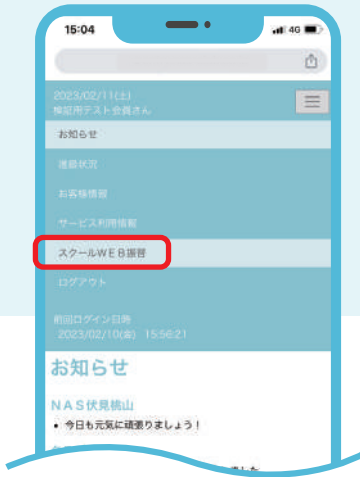 15:04
4G
2023/02/11(土)
検証用テスト会員さん
お知らせ
進級状況
お客様情報
サービス利用情報
スクールWEB振替
ログアウト
前回ログイン日時
2023/02/10(金) 15:56:21
お知らせ
NAS伏見桃山
• 今日も元気に頑張りましょう！